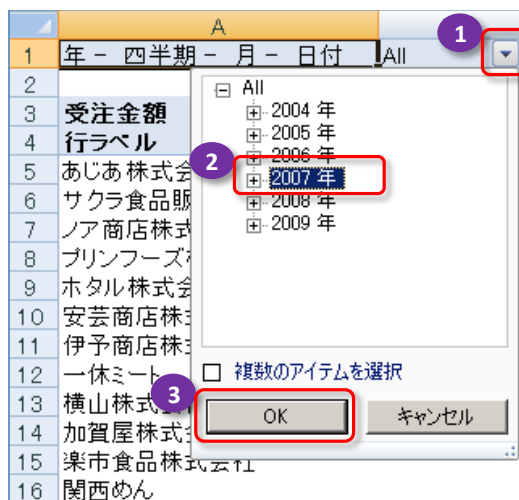 A
1
1 年 - 四半期 - 月 - 日付 All
2
All
3 受注金額
2004 年
4 行ラベル
2005 年
2
2006 年
5 あじあ株式会
2007 年
6 サクラ食品販
2008 年
7 ノア商店株式
2009 年
8 プリンフーズ
9 ホタル株式会
10 安芸商店株
11 伊予商店株
12 一休ミート
複数のアイテムを選択
3
13 横山株式
OK キャンセル
14 加賀屋株式
15 楽市食品株式会社
16 関西めん